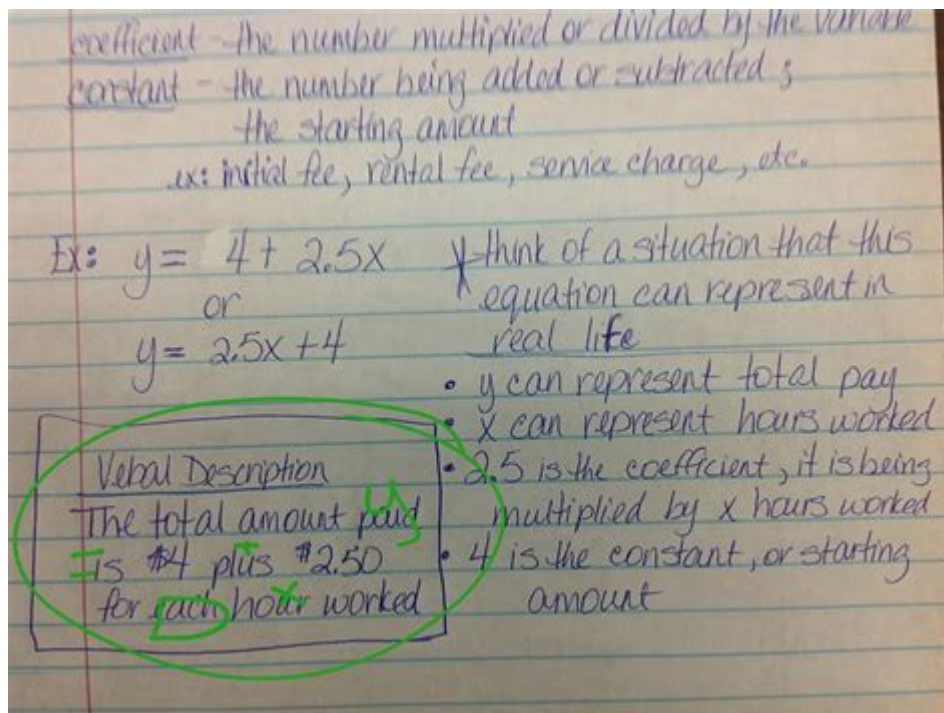 coefficient - the number multiplied or divided by the variable
constant - the number being added or subtracted;
the starting amount
ex: initial fee, rental fee, service charge, etc.
Ex: y = 4 + 2.5x
or
y = 2.5x + 4
* think of a situation that this
equation can represent in
real life
• y can represent total pay
• x can represent hours worked
• 2.5 is the coefficient, it is being
multiplied by x hours worked
• 4 is the constant, or starting
amount
Verbal Description
The total amount paid
is $4 plus $2.50
for each hour worked
y
=
+
x